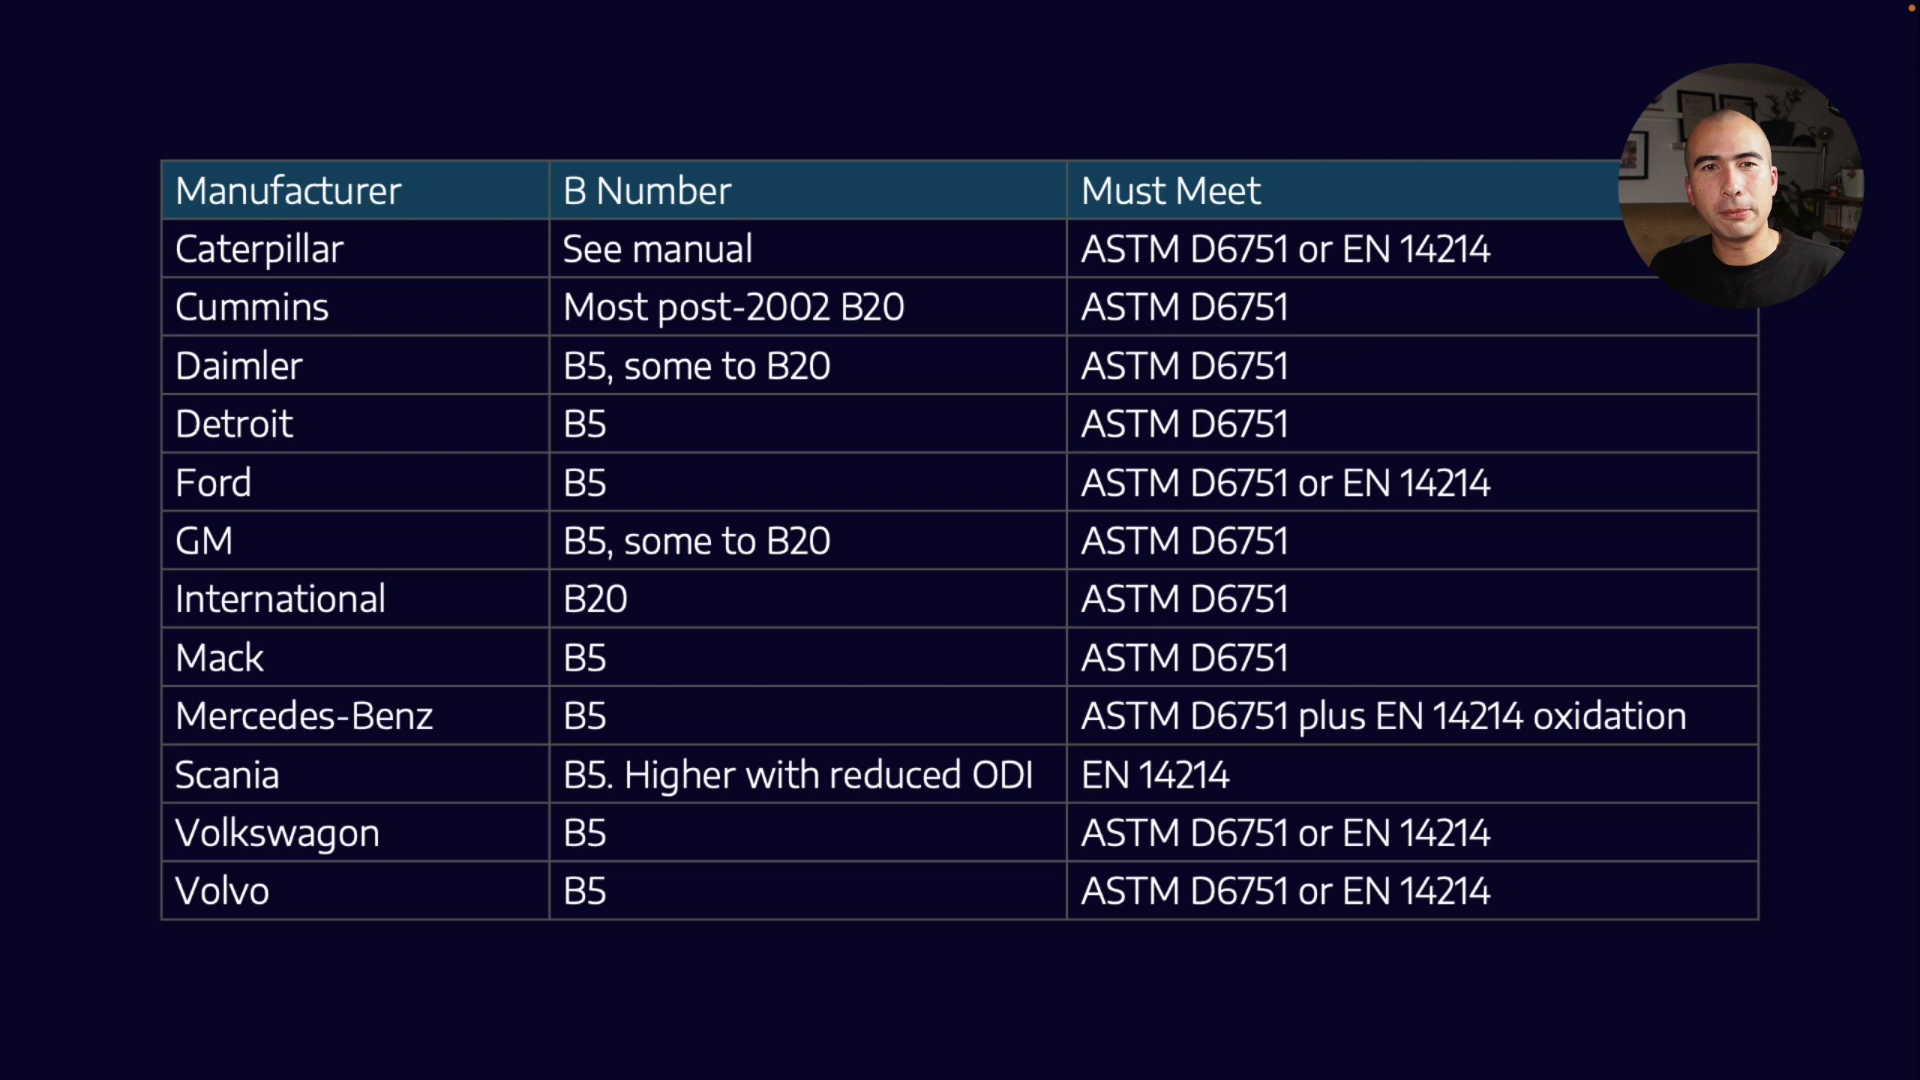 Manufacturer B Number Must Meet
Caterpillar See manual ASTM D6751 or EN 14214
Cummins Most post-2002 B20 ASTM D6751
Daimler B5, some to B20 ASTM D6751
Detroit B5 ASTM D6751
Ford B5 ASTM D6751 or EN 14214
GM B5, some to B20 ASTM D6751
International B20 ASTM D6751
Mack B5 ASTM D6751
Mercedes-Benz B5 ASTM D6751 plus EN 14214 oxidation
Scania B5. Higher with reduced ODI EN 14214
Volkswagon B5 ASTM D6751 or EN 14214
Volvo B5 ASTM D6751 or EN 14214